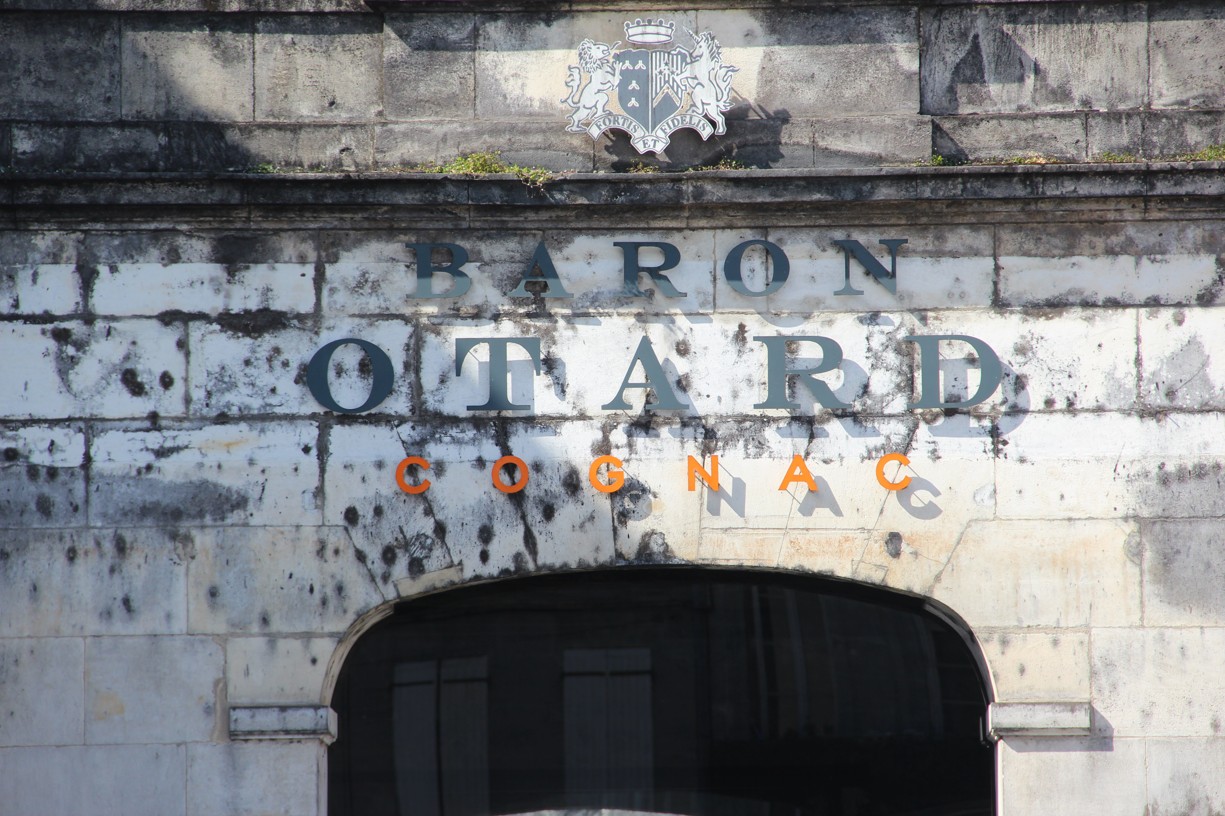 FORTIS ET FIDELIS
BARON
OTARD
COGNAC